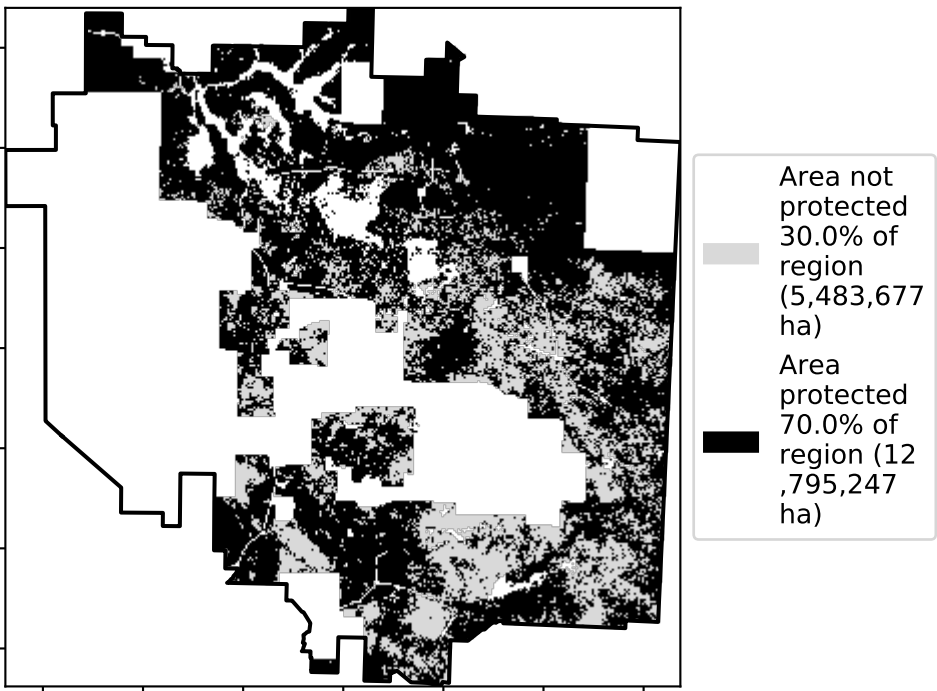 Area not
protected
30.0% of
region
(5,483,677
ha)
Area
protected
70.0% of
region (12
,795,247
ha)